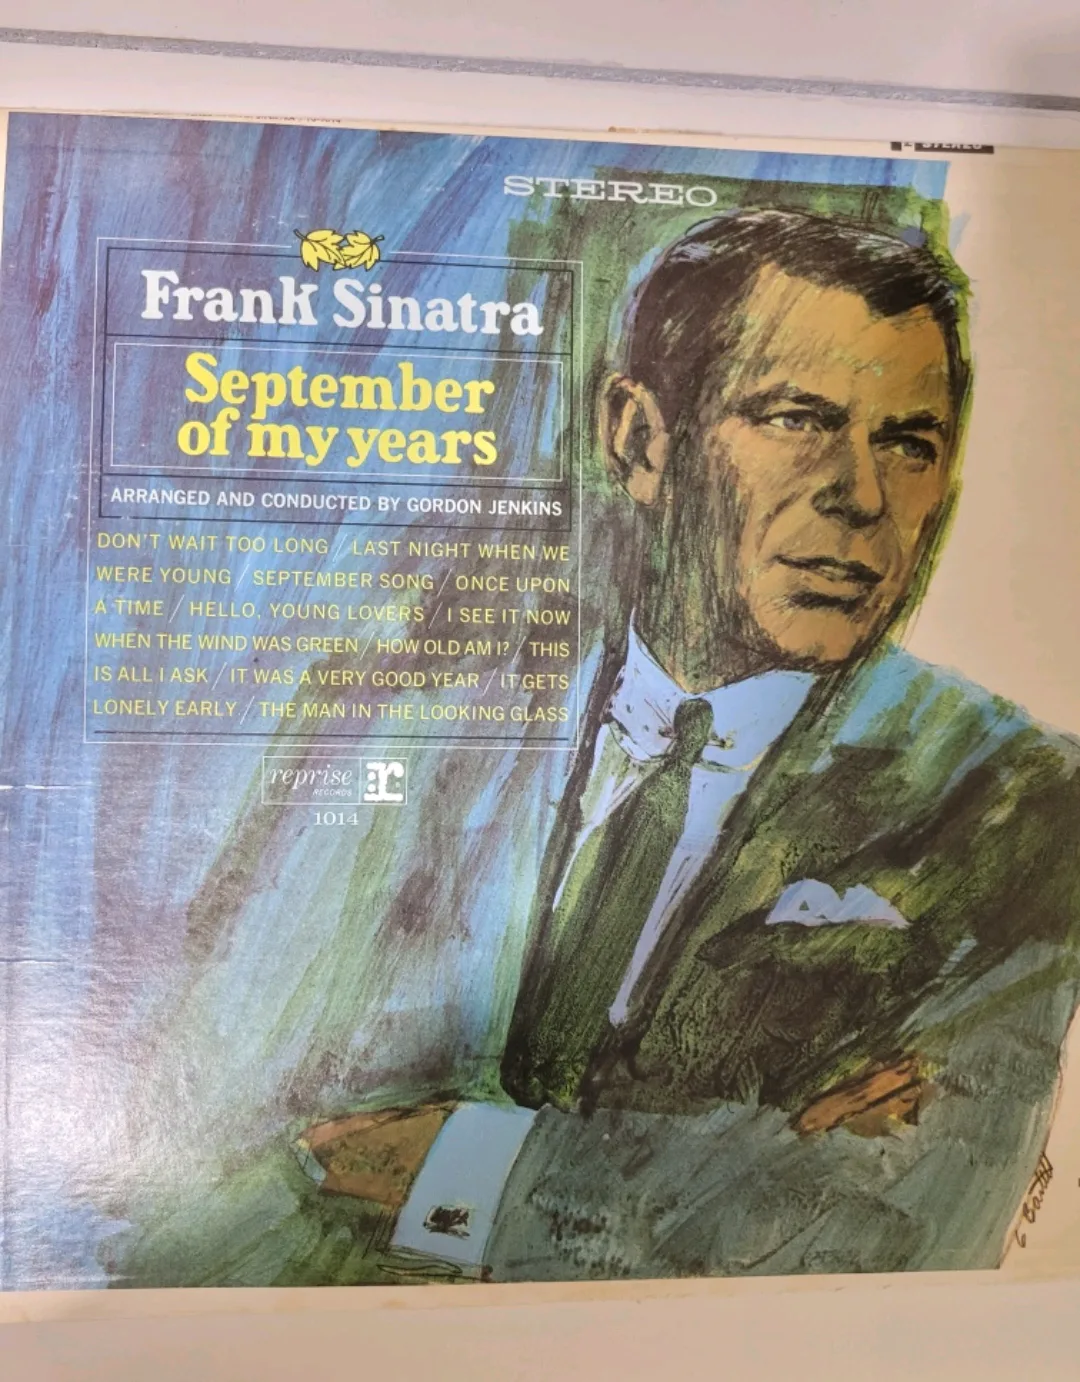 STEREO
STEREO
Frank Sinatra
September
of my years
ARRANGED AND CONDUCTED BY GORDON JENKINS
DON'T WAIT TOO LONG / LAST NIGHT WHEN WE
WERE YOUNG / SEPTEMBER SONG / ONCE UPON
A TIME / HELLO, YOUNG LOVERS / I SEE IT NOW
WHEN THE WIND WAS GREEN / HOW OLD AM I? / THIS
IS ALL I ASK / IT WAS A VERY GOOD YEAR / IT GETS
LONELY EARLY / THE MAN IN THE LOOKING GLASS
reprise r:
RECORDS
1014